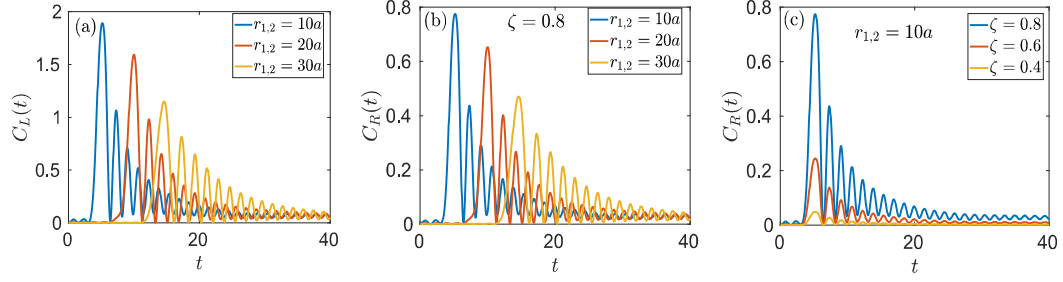 (a)
r_{1,2} = 10a
r_{1,2} = 20a
r_{1,2} = 30a
C_L(t)
2
1.5
1
0.5
0
0
20
40
t
(b)
ζ = 0.8
r_{1,2} = 10a
r_{1,2} = 20a
r_{1,2} = 30a
C_R(t)
0.8
0.6
0.4
0.2
0
0
20
40
t
(c)
r_{1,2} = 10a
ζ = 0.8
ζ = 0.6
ζ = 0.4
C_R(t)
0.8
0.6
0.4
0.2
0
0
10
20
30
40
t